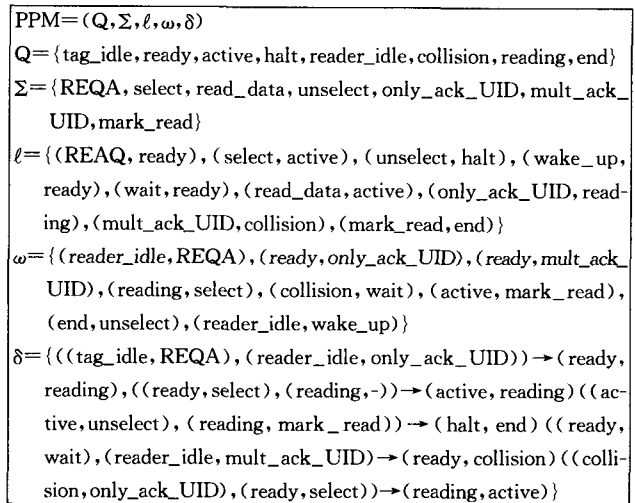 PPM=(Q,Σ,ℓ,ω,δ)
Q={tag_idle,ready,active,halt,reader_idle,collision,reading,end}
Σ={REQA,select,read_data,unselect,only_ack_UID,mult_ack_
UID,mark_read}
ℓ={(REAQ,ready),(select,active),(unselect,halt),(wake_up,
ready),(wait,ready),(read_data,active),(only_ack_UID,read-
ing),(mult_ack_UID,collision),(mark_read,end)}
ω={(reader_idle,REQA),(ready,only_ack_UID),(ready,mult_ack_
UID),(reading,select),(collision,wait),(active,mark_read),
(end,unselect),(reader_idle,wake_up)}
δ={((tag_idle,REQA),(reader_idle,only_ack_UID))→(ready,
reading),((ready,select),(reading,-))→(active,reading)((ac-
tive,unselect),(reading,mark_read))→(halt,end)((ready,
wait),(reader_idle,mult_ack_UID)→(ready,collision)((colli-
sion,only_ack_UID),(ready,select))→(reading,active)}